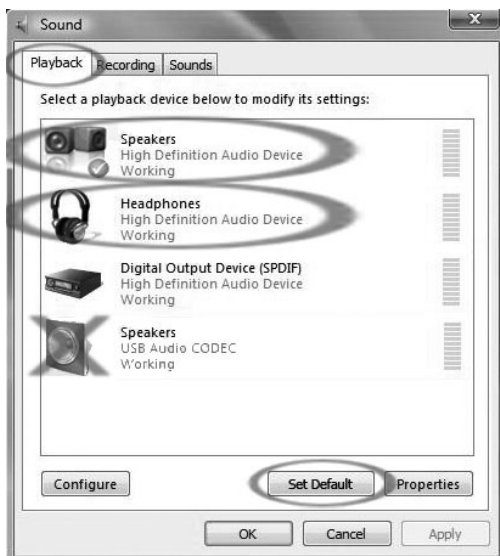 Sound
Playback Recording Sounds
Select a playback device below to modify its settings:
Speakers
High Definition Audio Device
Working
Headphones
High Definition Audio Device
Working
Digital Output Device (SPDIF)
High Definition Audio Device
Working
Speakers
USB Audio CODEC
Working
Configure Set Default Properties
OK Cancel Apply